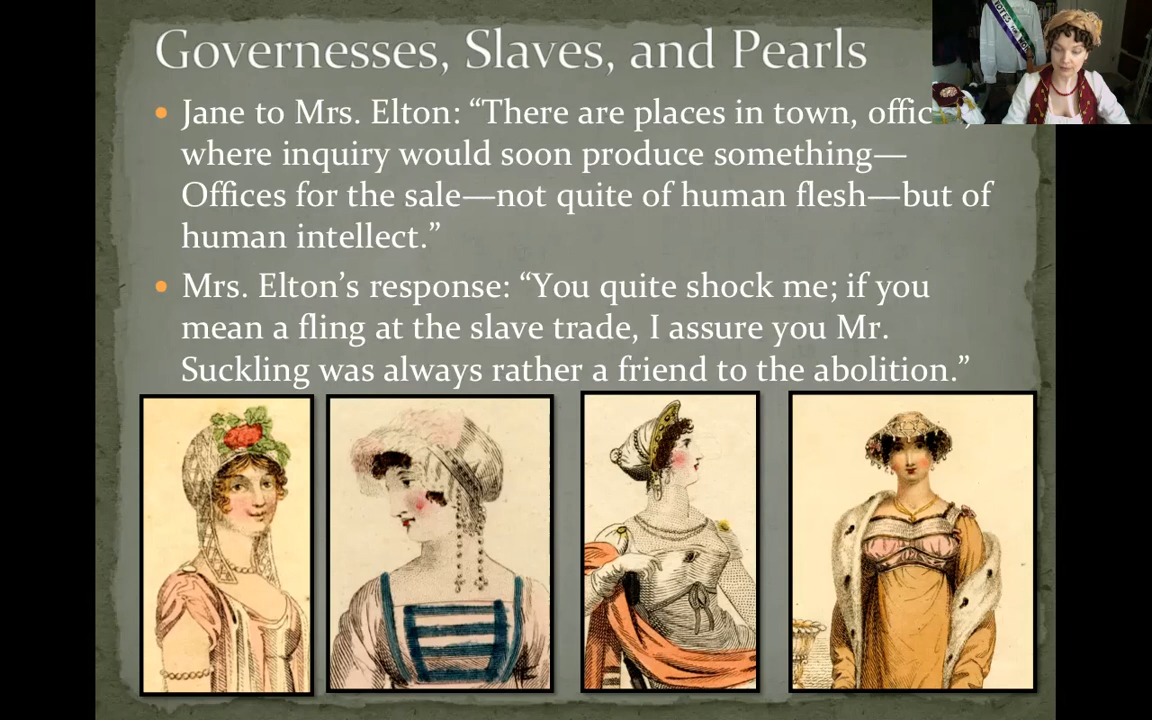 Governesses, Slaves, and Pearls
Jane to Mrs. Elton: “There are places in town,
where inquiry would soon produce something—
Offices for the sale—not quite of human flesh—but of
human intellect.”
Mrs. Elton’s response: “You quite shock me; if you
mean a fling at the slave trade, I assure you Mr.
Suckling was always rather a friend to the abolition.”